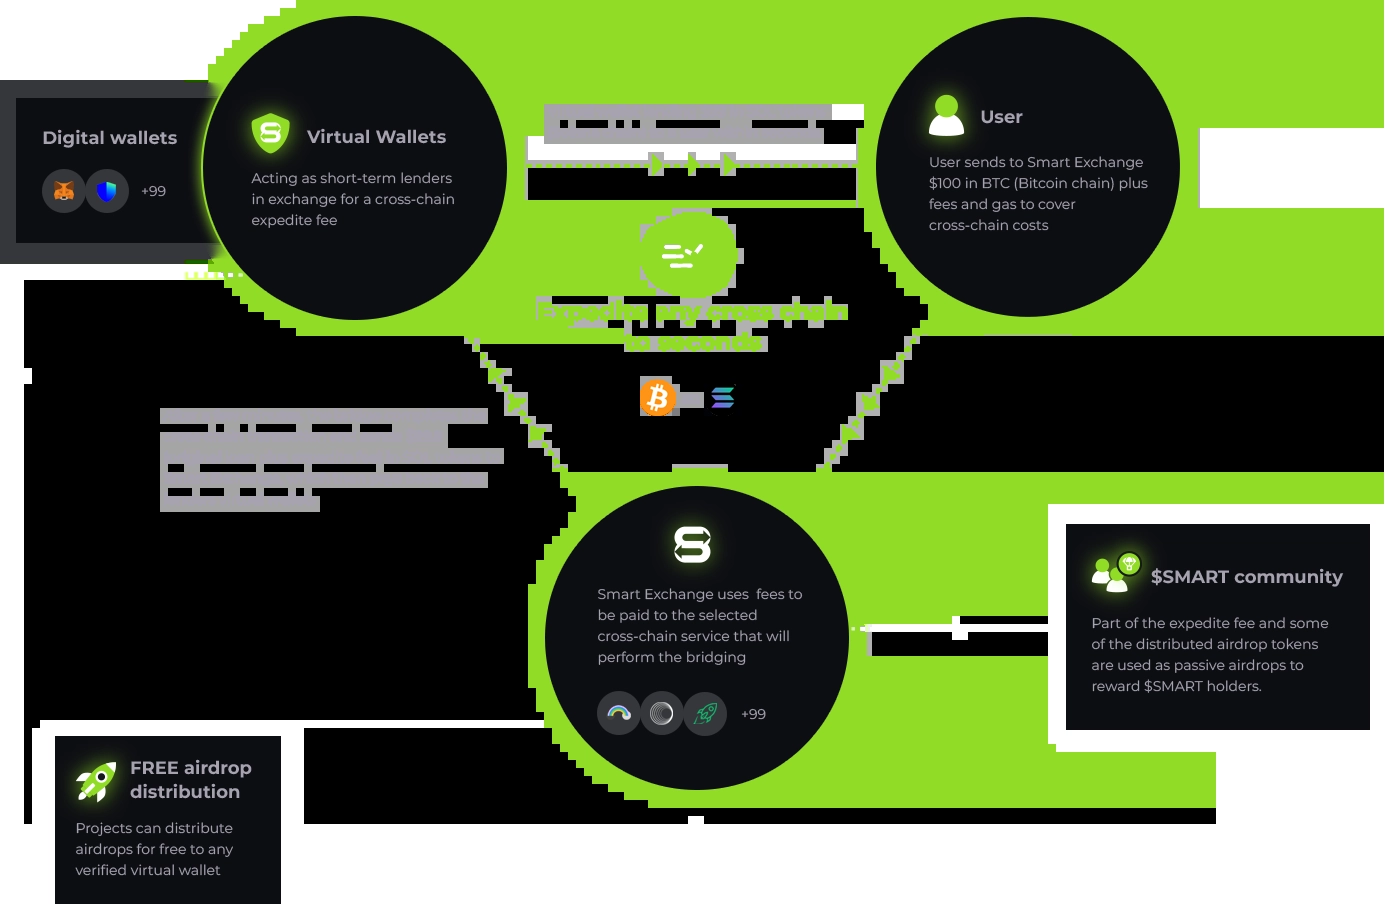 Digital wallets
+99
Virtual Wallets
Acting as short-term lenders
in exchange for a cross-chain
expedite fee
User
User sends to Smart Exchange
$100 in BTC (Bitcoin chain) plus
fees and gas to cover
cross-chain costs
Expedite any cross chain
to seconds
Smart Exchange uses fees to
be paid to the selected
cross-chain service that will
perform the bridging
+99
$SMART community
Part of the expedite fee and some
of the distributed airdrop tokens
are used as passive airdrops to
reward $SMART holders.
FREE airdrop
distribution
Projects can distribute
airdrops for free to any
verified virtual wallet